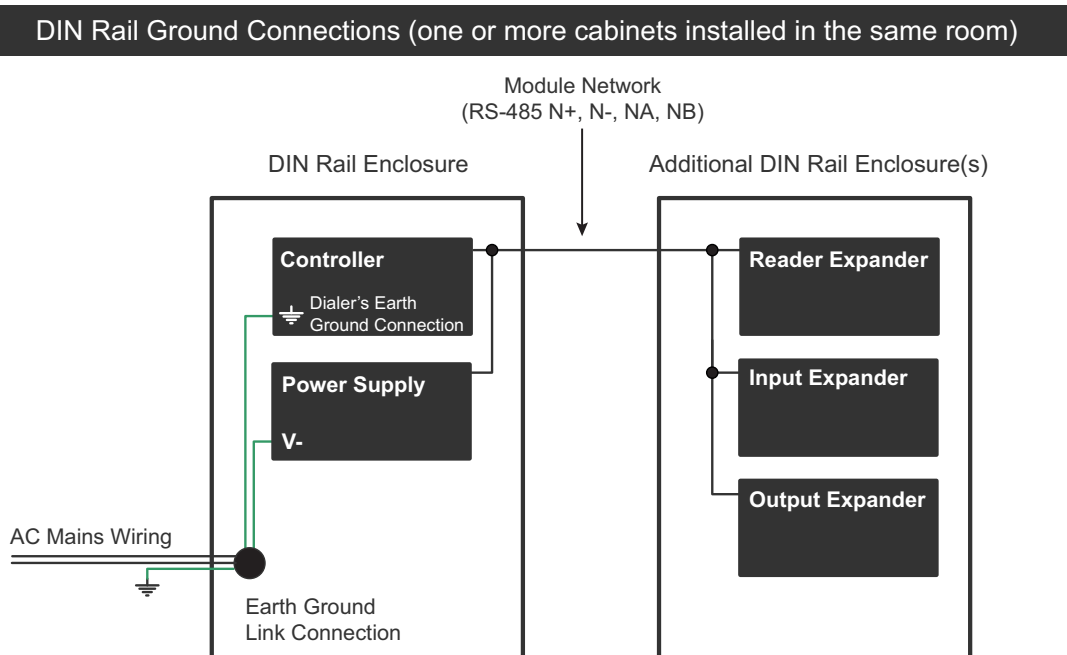 DIN Rail Ground Connections (one or more cabinets installed in the same room)
Module Network
(RS-485 N+, N-, NA, NB)
DIN Rail Enclosure
Additional DIN Rail Enclosure(s)
Controller
Dialer’s Earth
Ground Connection
Power Supply
V-
Reader Expander
Input Expander
Output Expander
AC Mains Wiring
Earth Ground
Link Connection